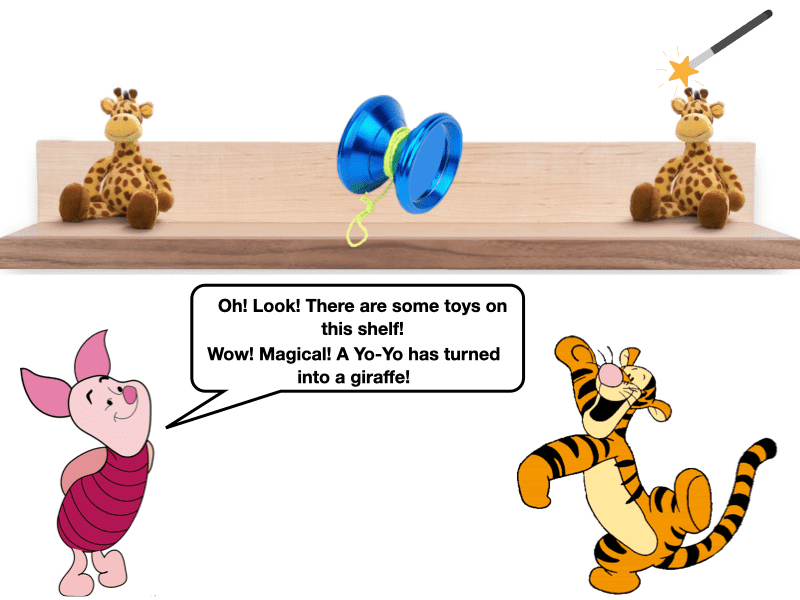 Oh! Look! There are some toys on
this shelf!
Wow! Magical! A Yo-Yo has turned
into a giraffe!